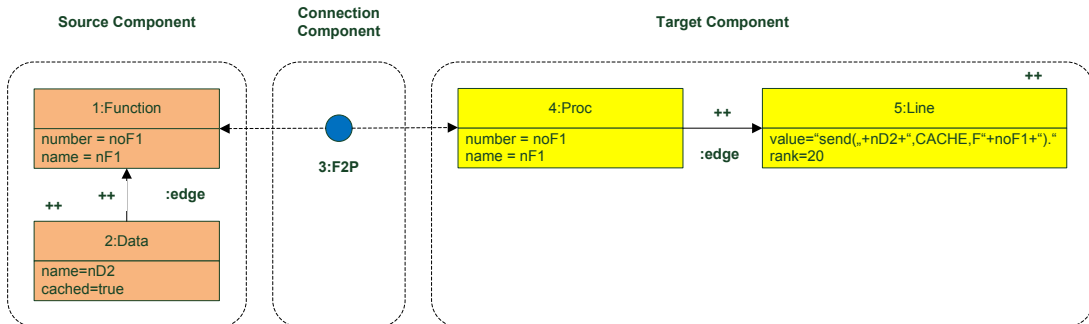 Source Component
Connection
Component
Target Component
++
1:Function
number = noF1
name = nF1
3:F2P
4:Proc
number = noF1
name = nF1
++
:edge
5:Line
value=“send(„+nD2+“,CACHE,F“+noF1+“).“
rank=20
++
++
:edge
2:Data
name=nD2
cached=true